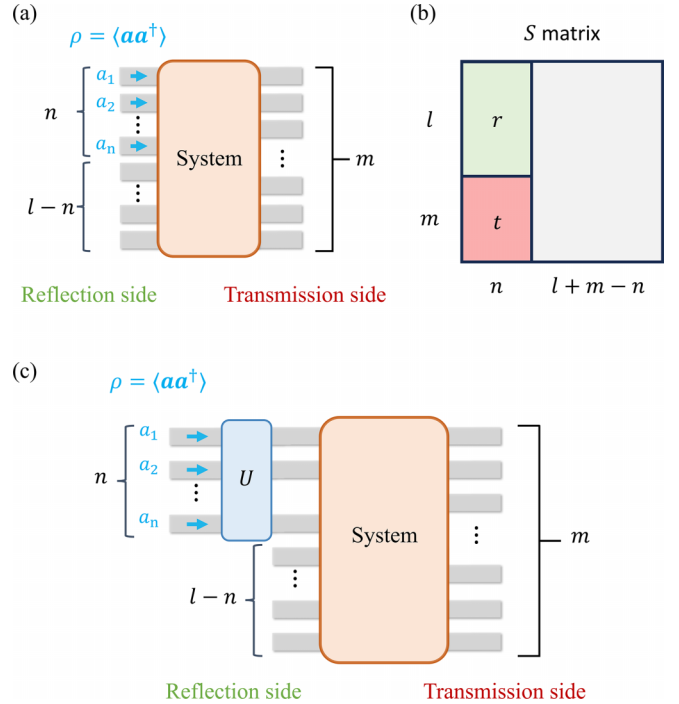 (a)
ρ = ⟨aa†⟩
a₁
a₂
⋮
aₙ
n
l − n
⋮
System
⋮
m
Reflection side
Transmission side
(b)
S matrix
l
r
m
t
n
l + m − n
(c)
ρ = ⟨aa†⟩
a₁
a₂
⋮
aₙ
n
U
l − n
⋮
System
⋮
m
Reflection side
Transmission side